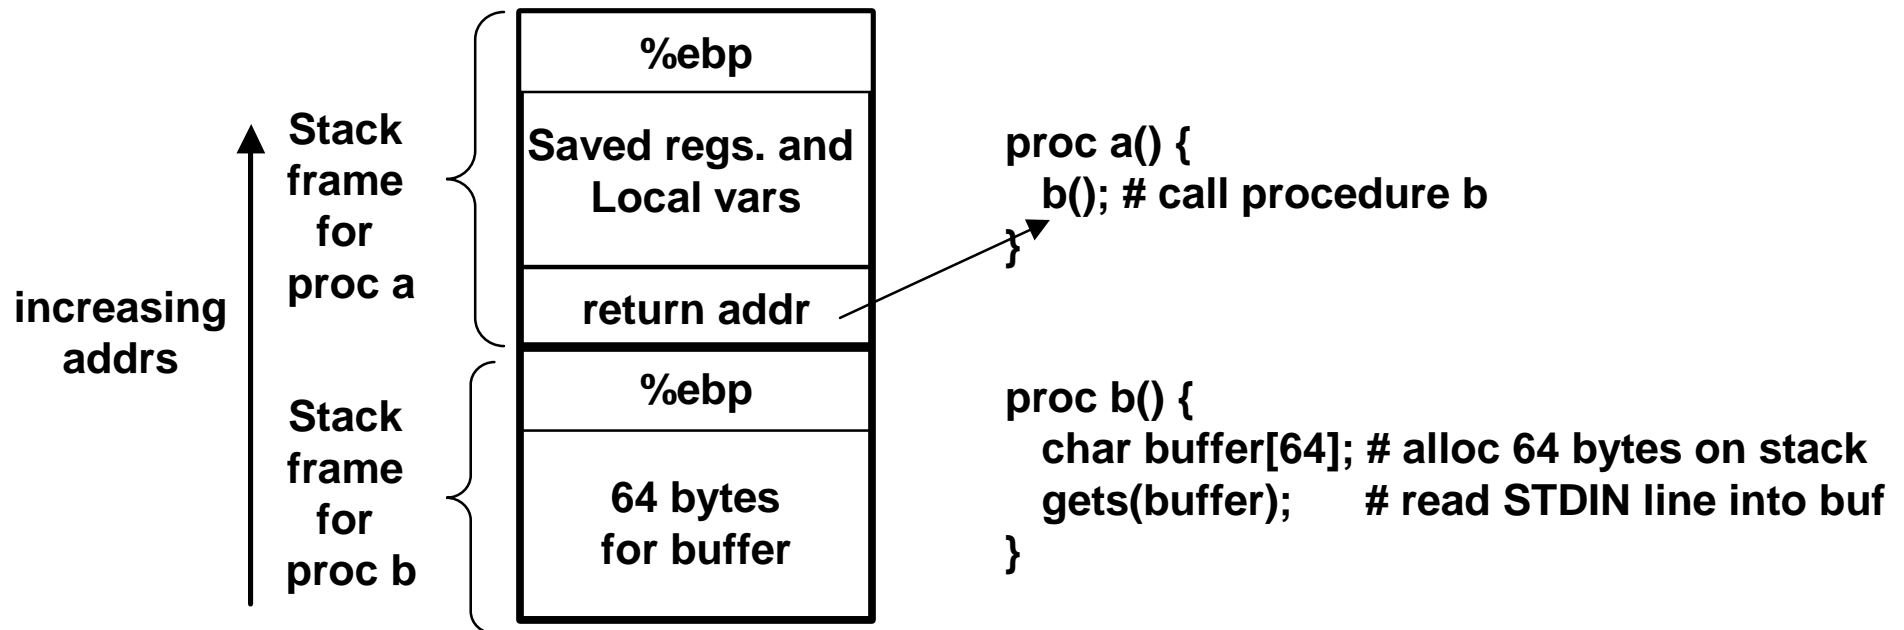 increasing
addrs
Stack
frame
for
proc a
Stack
frame
for
proc b
%ebp
Saved regs. and
Local vars
return addr
%ebp
64 bytes
for buffer
proc a() {
b(); # call procedure b
}
proc b() {
char buffer[64]; # alloc 64 bytes on stack
gets(buffer); # read STDIN line into buf
}